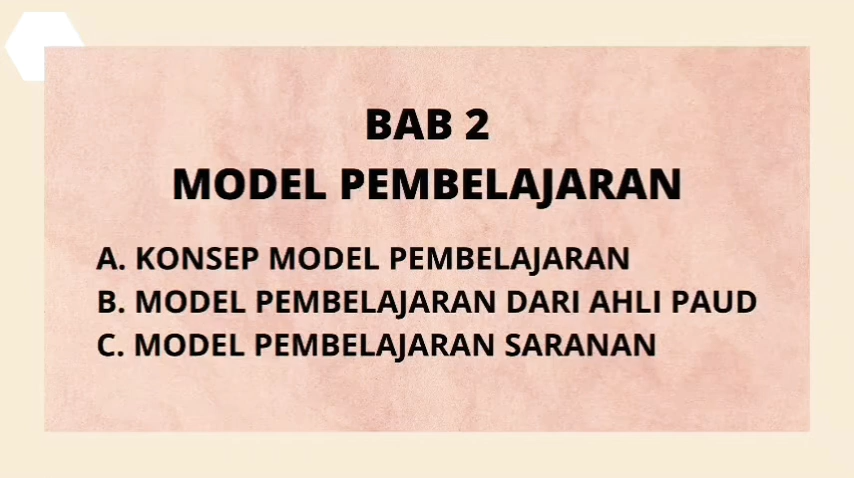 BAB 2
MODEL PEMBELAJARAN
A. KONSEP MODEL PEMBELAJARAN
B. MODEL PEMBELAJARAN DARI AHLI PAUD
C. MODEL PEMBELAJARAN SARANAN